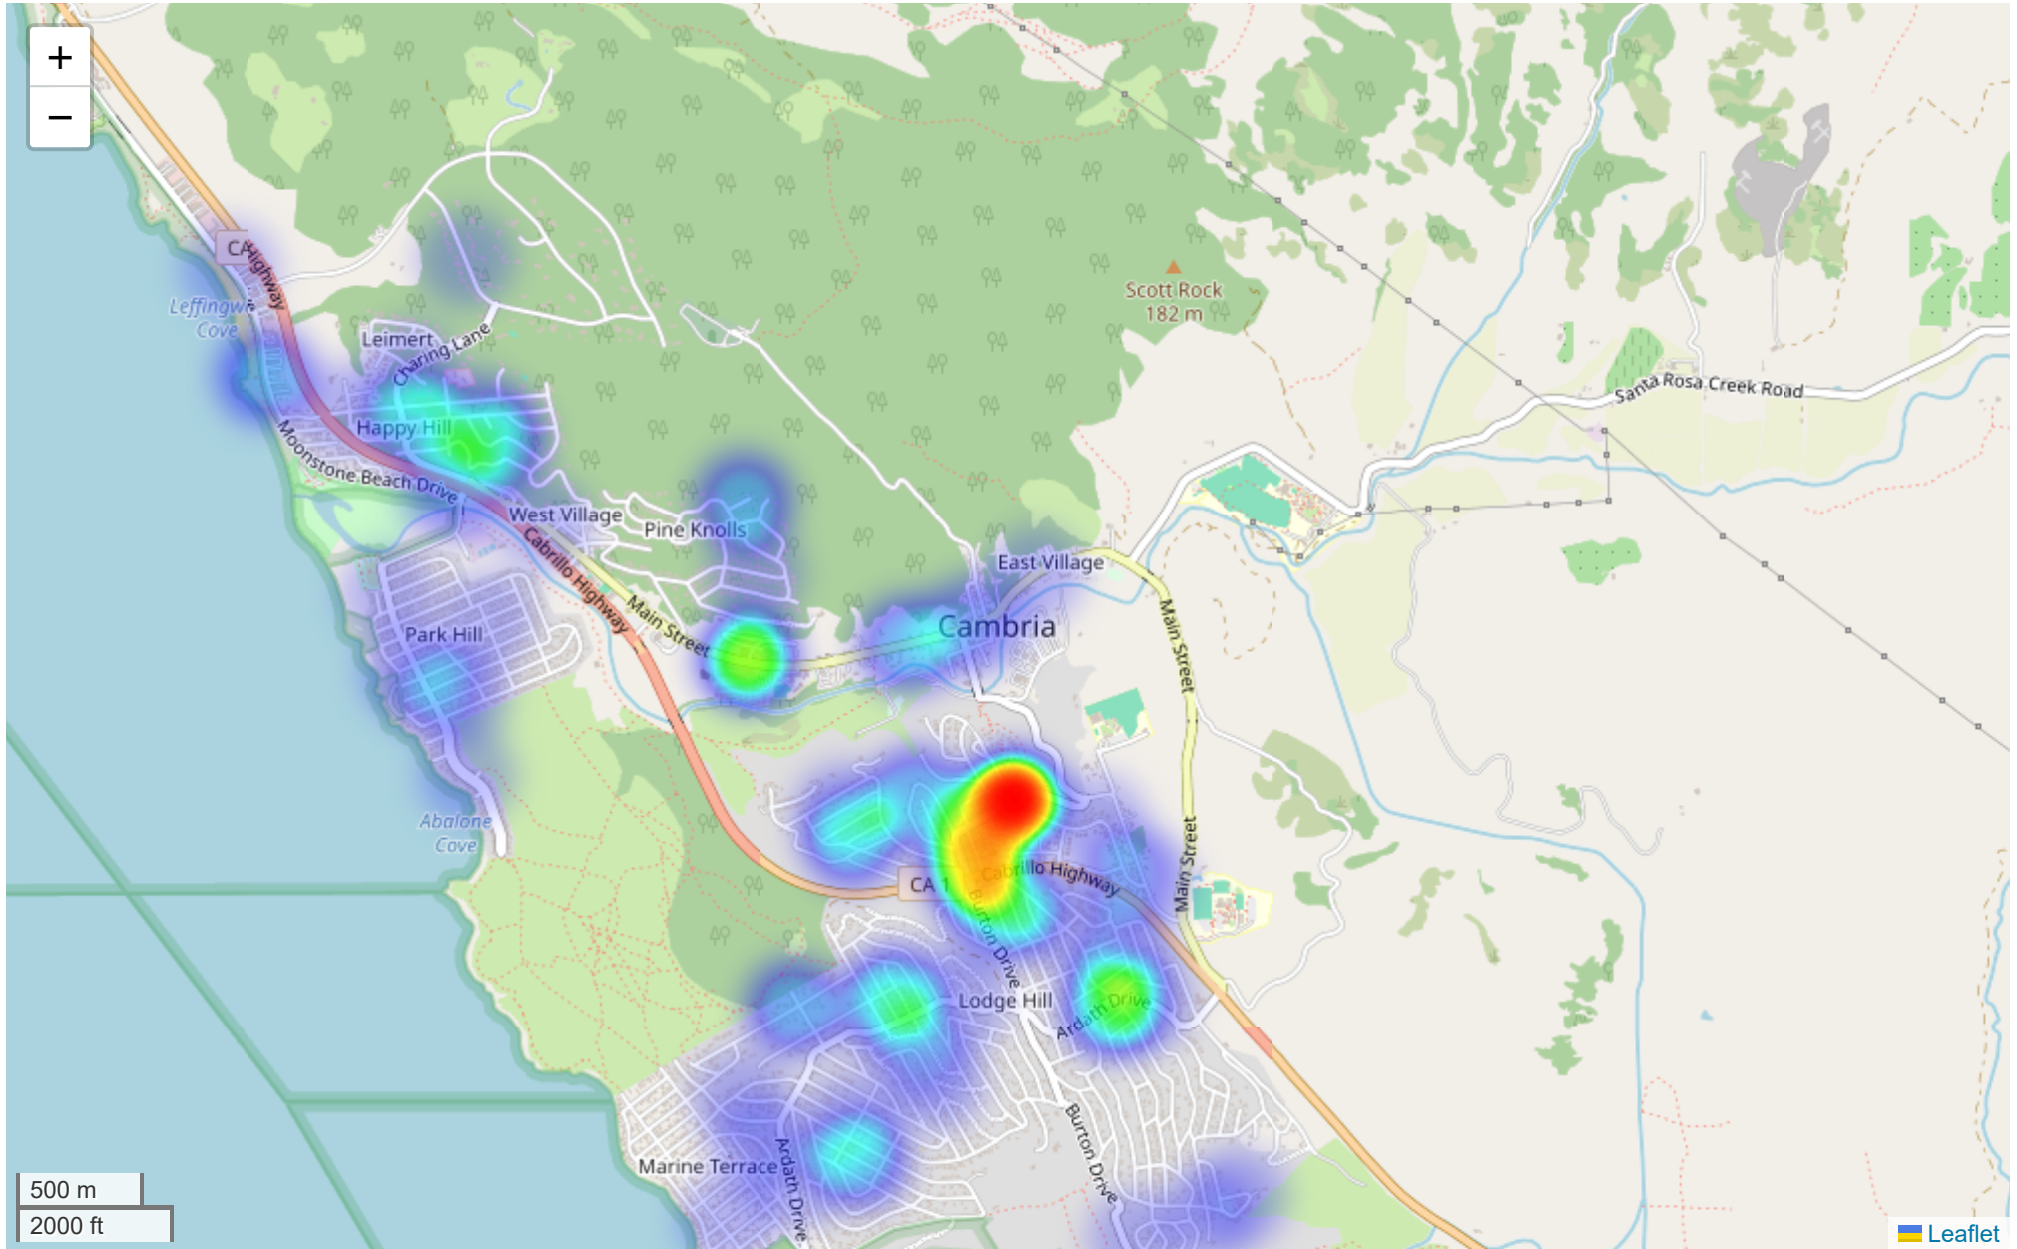 +
−
CA
Highway
Leffingw
Cove
Leimert
Charing Lane
Happy Hill
Moonstone Beach Drive
West Village
Pine Knolls
Cabrillo Highway
Main Street
Park Hill
Abalone
Cove
Scott Rock
182 m
Santa Rosa Creek Road
East Village
Cambria
Main Street
Main Street
CA 1
Cabrillo Highway
Burton Drive
Lodge Hill
Ardath Drive
Burton Drive
Marine Terrace
Ardath Drive
500 m
2000 ft
Leaflet